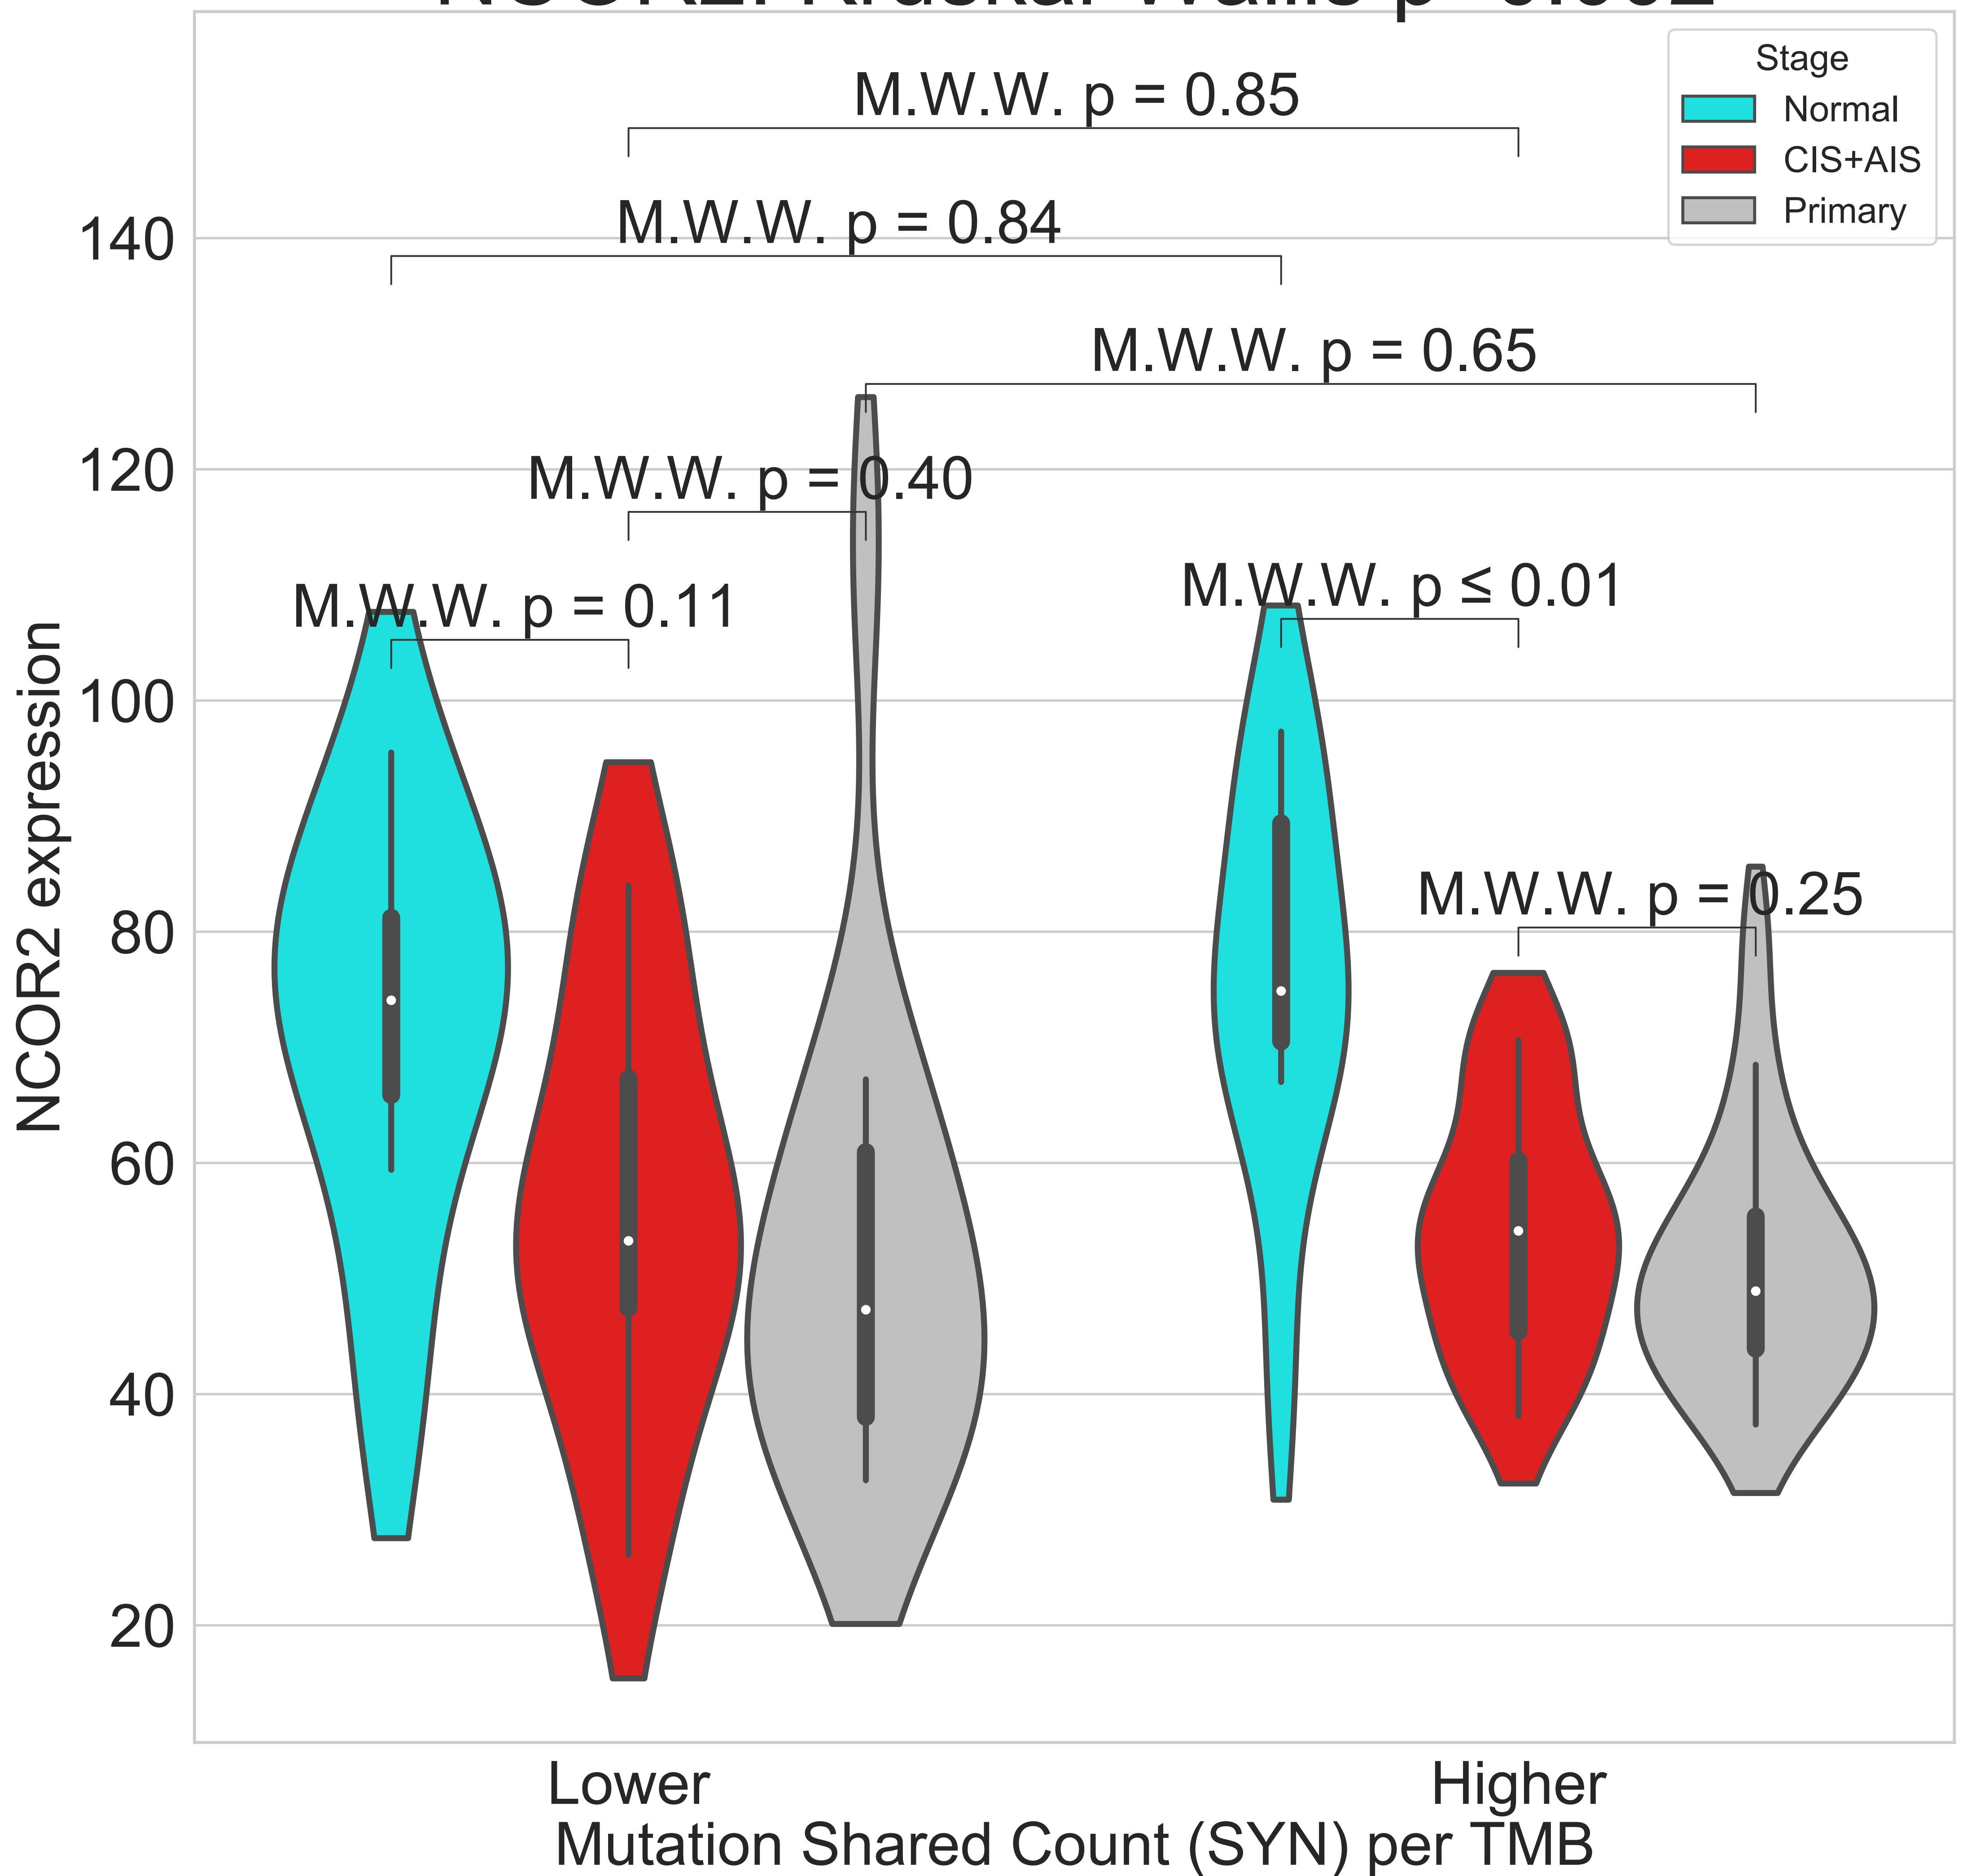 Stage
Normal
CIS+AIS
Primary
M.W.W. p = 0.85
M.W.W. p = 0.84
M.W.W. p = 0.65
M.W.W. p = 0.40
M.W.W. p = 0.11
M.W.W. p ≤ 0.01
M.W.W. p = 0.25
140
120
100
80
60
40
20
NCOR2 expression
Lower
Higher
Mutation Shared Count (SYN) per TMB